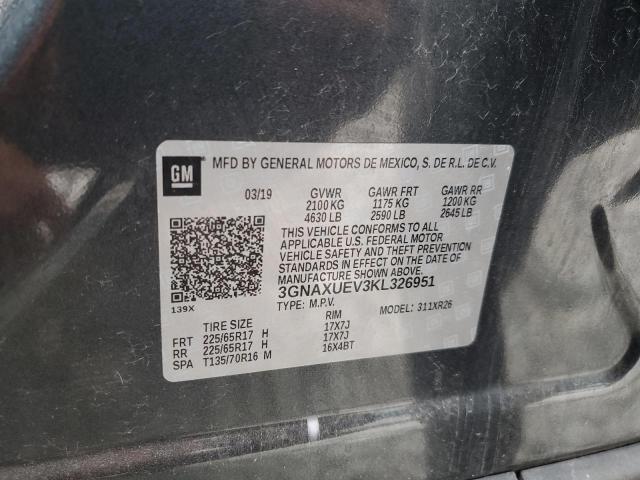 GM
MFD BY GENERAL MOTORS DE MEXICO, S. DE R.L. DE C.V.
03/19 GVWR GAWR FRT GAWR RR
2100 KG 1175 KG 1200 KG
4630 LB 2590 LB 2645 LB
THIS VEHICLE CONFORMS TO ALL
APPLICABLE U.S. FEDERAL MOTOR
VEHICLE SAFETY AND THEFT PREVENTION
STANDARDS IN EFFECT ON THE DATE OF
MANUFACTURE SHOWN ABOVE.
3GNAXUEV3KL326951
139X
TYPE: M.P.V. MODEL: 311XR26
TIRE SIZE RIM
FRT 225/65R17 H 17X7J
RR 225/65R17 H 17X7J
SPA T135/70R16 M 16X4BT